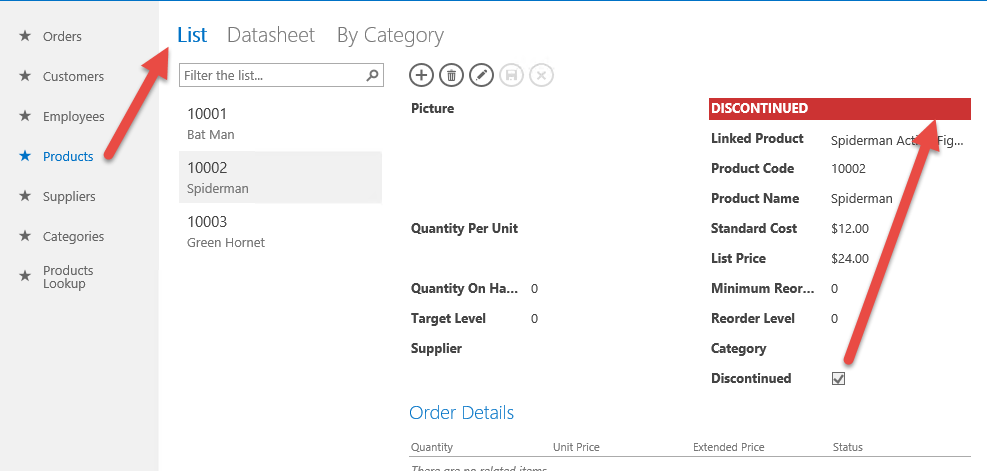 Orders
Customers
Employees
Products
Suppliers
Categories
Products
Lookup
List Datasheet By Category
Filter the list...
10001
Bat Man
10002
Spiderman
10003
Green Hornet
Picture
Quantity Per Unit
Quantity On Ha... 0
Target Level 0
Supplier
DISCONTINUED
Linked Product Spiderman Fig...
Product Code 10002
Product Name Spiderman
Standard Cost $12.00
List Price $24.00
Minimum Reor... 0
Reorder Level 0
Category
Discontinued
Order Details
Quantity Unit Price Extended Price Status
There are no related items